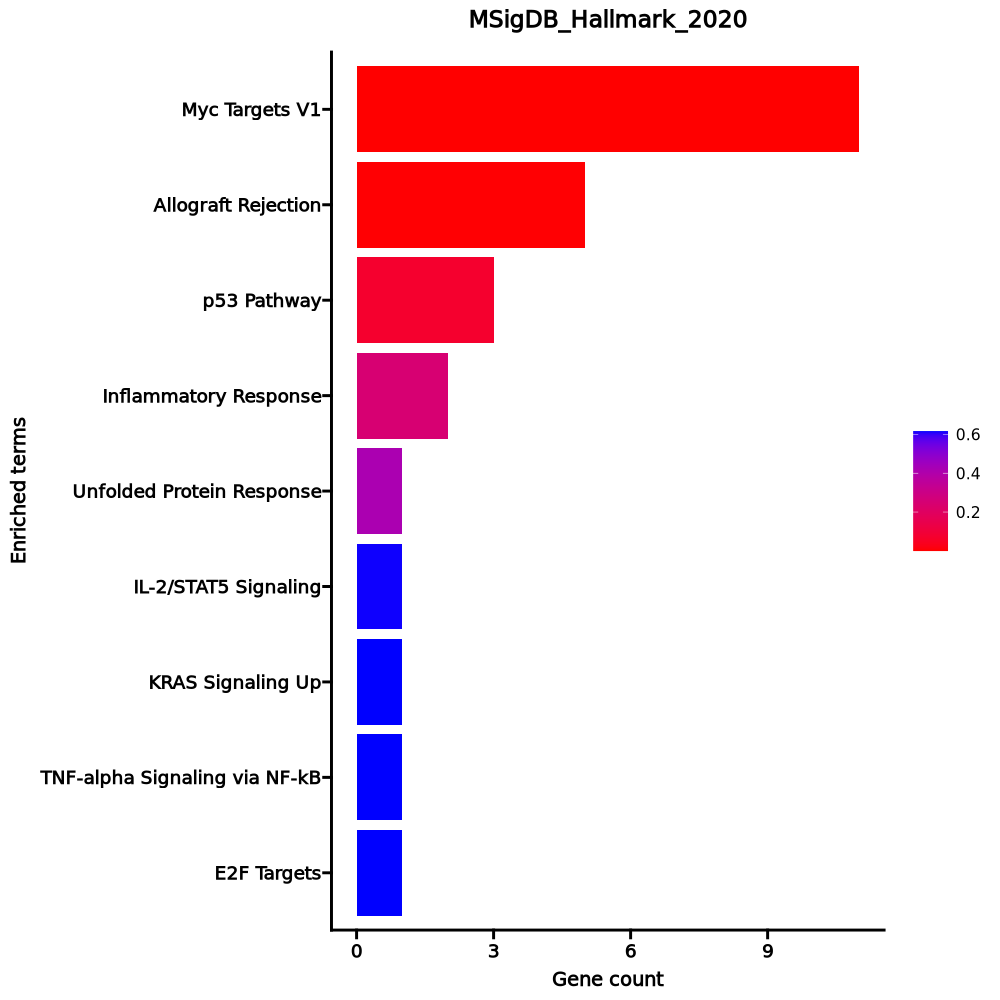 MSigDB_Hallmark_2020
Myc Targets V1
Allograft Rejection
p53 Pathway
Inflammatory Response
Unfolded Protein Response
IL-2/STAT5 Signaling
KRAS Signaling Up
TNF-alpha Signaling via NF-kB
E2F Targets
Enriched terms
0 3 6 9
Gene count
0.6
0.4
0.2